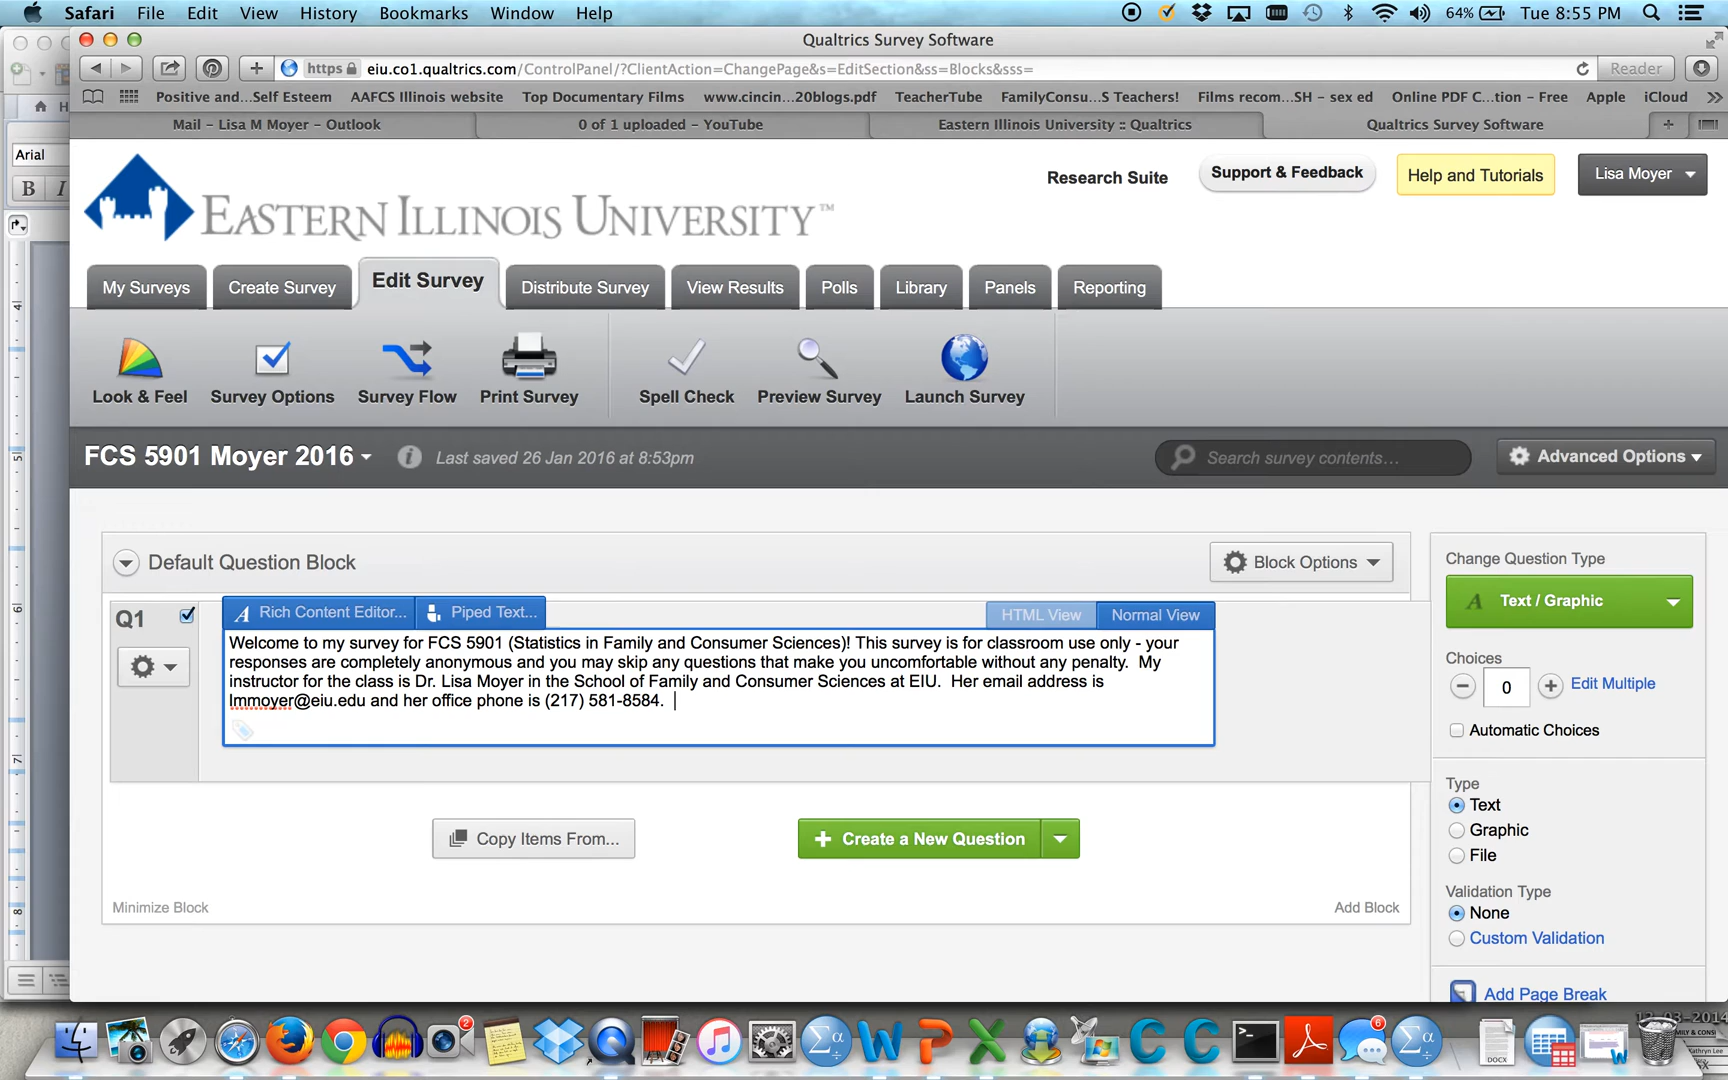 Safari File Edit View History Bookmarks Window Help 64% Tue 8:55 PM
Qualtrics Survey Software
https eiu.co1.qualtrics.com/ControlPanel/?ClientAction=ChangePage&s=EditSection&ss=Blocks&sss= Reader
Positive and...Self Esteem AAFCS Illinois website Top Documentary Films www.cincin...20blogs.pdf TeacherTube FamilyConsu...S Teachers! Films recom...SH - sex ed Online PDF C...tion - Free Apple iCloud >>
Mail – Lisa M Moyer – Outlook 0 of 1 uploaded – YouTube Eastern Illinois University :: Qualtrics Qualtrics Survey Software
Arial
B I
EASTERN ILLINOIS UNIVERSITY™
Research Suite Support & Feedback Help and Tutorials Lisa Moyer
My Surveys Create Survey Edit Survey Distribute Survey View Results Polls Library Panels Reporting
Look & Feel Survey Options Survey Flow Print Survey Spell Check Preview Survey Launch Survey
FCS 5901 Moyer 2016 Last saved 26 Jan 2016 at 8:53pm Search survey contents... Advanced Options
Default Question Block Block Options
Q1 Rich Content Editor... Piped Text... HTML View Normal View
Welcome to my survey for FCS 5901 (Statistics in Family and Consumer Sciences)! This survey is for classroom use only - your
responses are completely anonymous and you may skip any questions that make you uncomfortable without any penalty. My
instructor for the class is Dr. Lisa Moyer in the School of Family and Consumer Sciences at EIU. Her email address is
lmmoyer@eiu.edu and her office phone is (217) 581-8584.
Copy Items From... Create a New Question
Minimize Block Add Block
Change Question Type
Text / Graphic
Choices
0 Edit Multiple
Automatic Choices
Type
Text
Graphic
File
Validation Type
None
Custom Validation
Add Page Break
4
5
6
7
8
2
6
DOCX